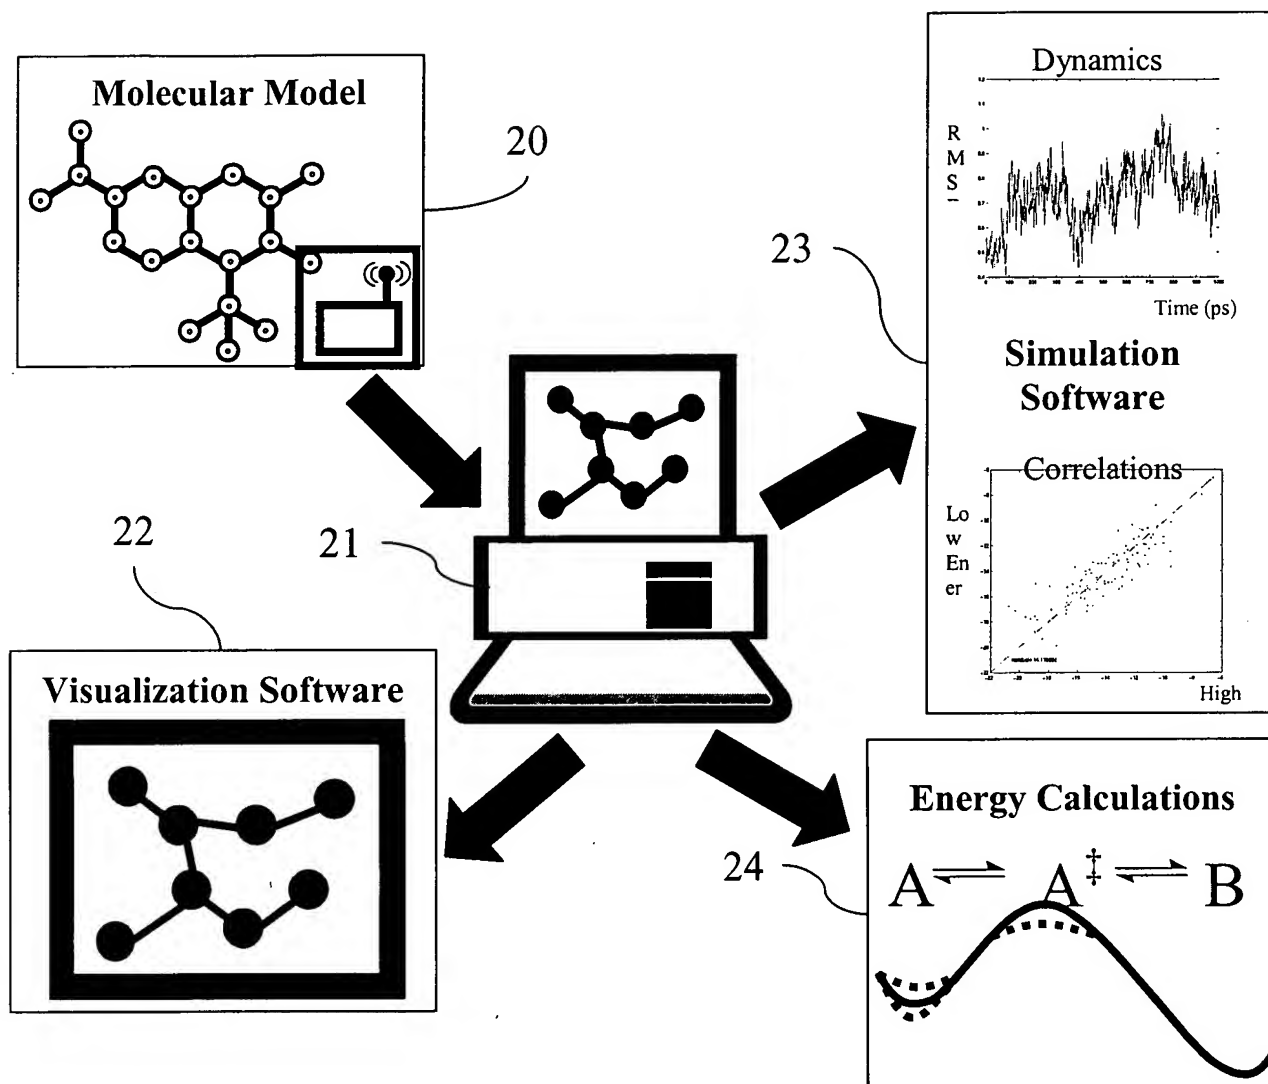 Molecular Model
20
Dynamics
R
M
S
Time (ps)
23
Simulation
Software
Correlations
Lo
w
En
er
High
21
22
Visualization Software
24
Energy Calculations
A ⇌ A‡ ⇌ B